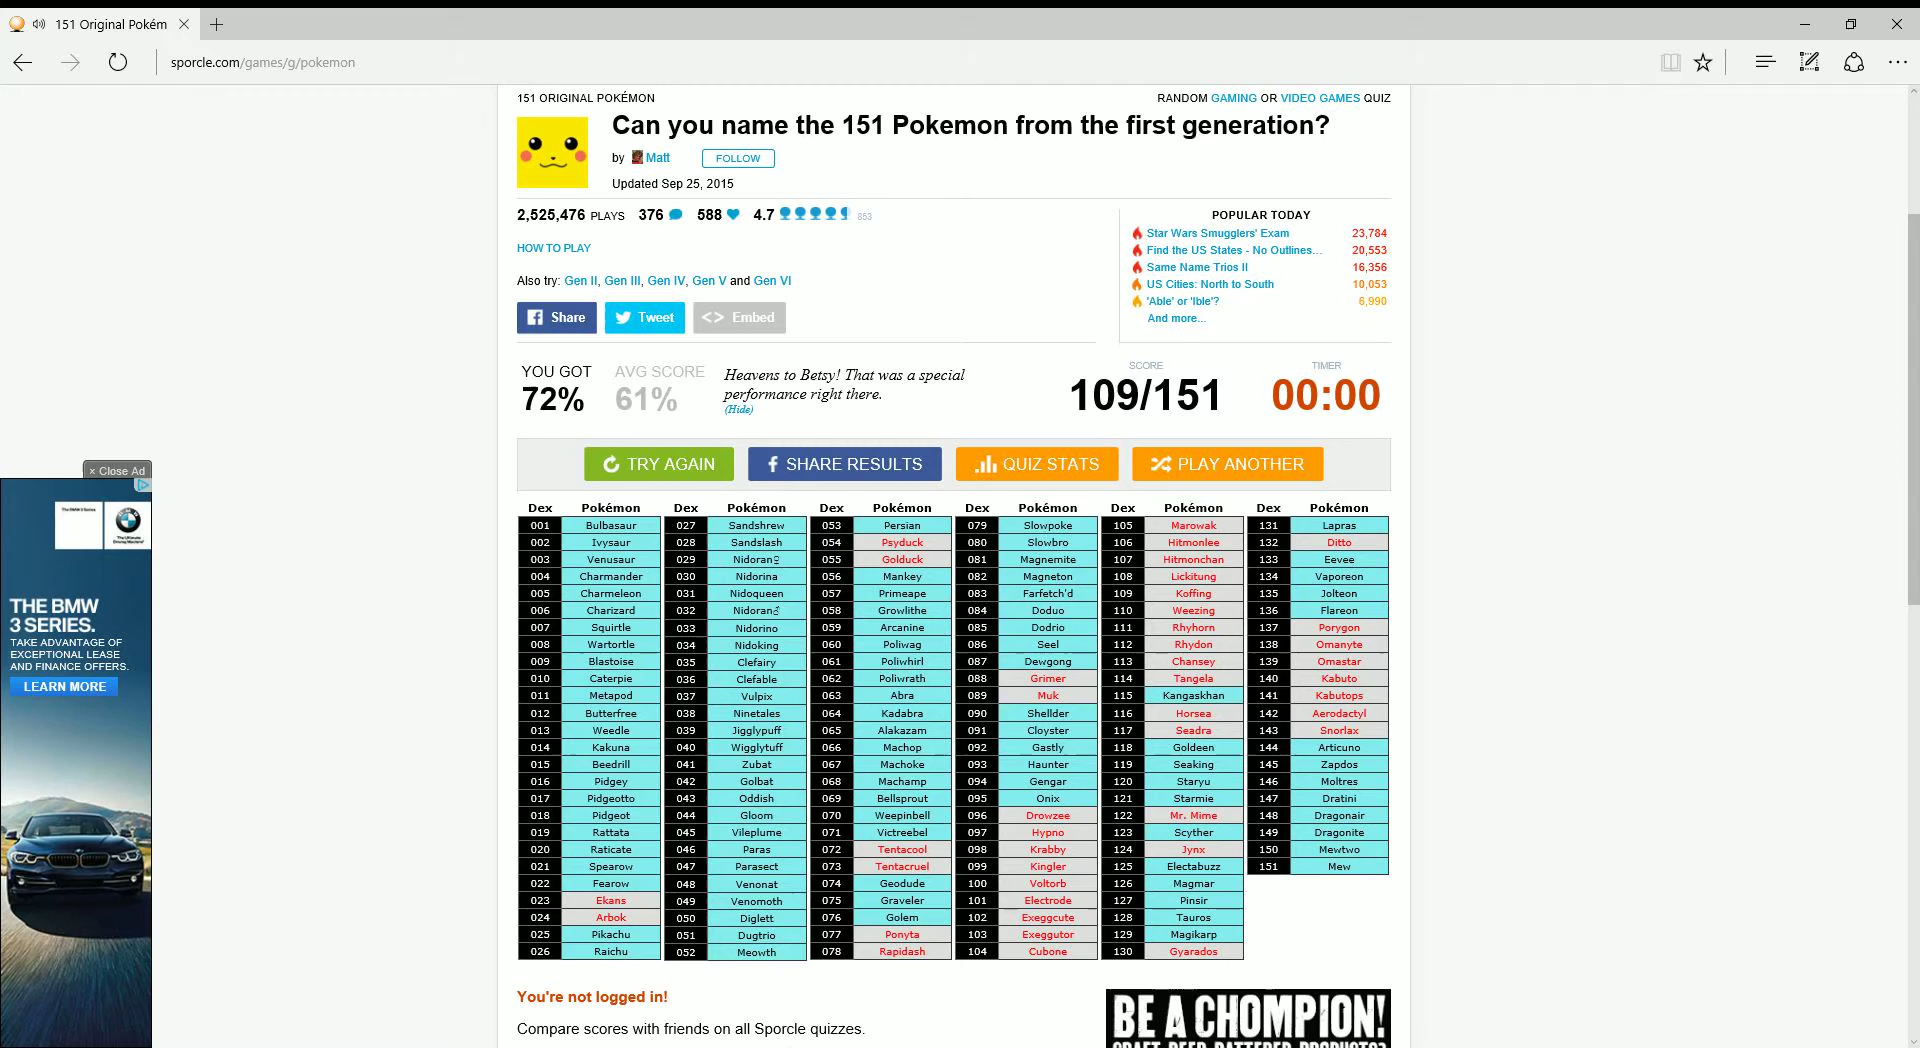 151 Original Pokém
sporcle.com/games/g/pokemon
151 ORIGINAL POKÉMON
RANDOM GAMING OR VIDEO GAMES QUIZ
Can you name the 151 Pokemon from the first generation?
by Matt FOLLOW
Updated Sep 25, 2015
2,525,476 PLAYS 376 588 4.7 853
HOW TO PLAY
Also try: Gen II, Gen III, Gen IV, Gen V and Gen VI
Share Tweet <> Embed
POPULAR TODAY
Star Wars Smugglers' Exam 23,784
Find the US States - No Outlines... 20,553
Same Name Trios II 16,356
US Cities: North to South 10,053
'Able' or 'Ible'? 6,990
And more...
YOU GOT
72%
AVG SCORE
61%
Heavens to Betsy! That was a special
performance right there.
(Hide)
SCORE
109/151
TIMER
00:00
TRY AGAIN SHARE RESULTS QUIZ STATS PLAY ANOTHER
Dex Pokémon Dex Pokémon Dex Pokémon Dex Pokémon Dex Pokémon Dex Pokémon
001 Bulbasaur 027 Sandshrew 053 Persian 079 Slowpoke 105 Marowak 131 Lapras
002 Ivysaur 028 Sandslash 054 Psyduck 080 Slowbro 106 Hitmonlee 132 Ditto
003 Venusaur 029 Nidoran♀ 055 Golduck 081 Magnemite 107 Hitmonchan 133 Eevee
004 Charmander 030 Nidorina 056 Mankey 082 Magneton 108 Lickitung 134 Vaporeon
005 Charmeleon 031 Nidoqueen 057 Primeape 083 Farfetch'd 109 Koffing 135 Jolteon
006 Charizard 032 Nidoran♂ 058 Growlithe 084 Doduo 110 Weezing 136 Flareon
007 Squirtle 033 Nidorino 059 Arcanine 085 Dodrio 111 Rhyhorn 137 Porygon
008 Wartortle 034 Nidoking 060 Poliwag 086 Seel 112 Rhydon 138 Omanyte
009 Blastoise 035 Clefairy 061 Poliwhirl 087 Dewgong 113 Chansey 139 Omastar
010 Caterpie 036 Clefable 062 Poliwrath 088 Grimer 114 Tangela 140 Kabuto
011 Metapod 037 Vulpix 063 Abra 089 Muk 115 Kangaskhan 141 Kabutops
012 Butterfree 038 Ninetales 064 Kadabra 090 Shellder 116 Horsea 142 Aerodactyl
013 Weedle 039 Jigglypuff 065 Alakazam 091 Cloyster 117 Seadra 143 Snorlax
014 Kakuna 040 Wigglytuff 066 Machop 092 Gastly 118 Goldeen 144 Articuno
015 Beedrill 041 Zubat 067 Machoke 093 Haunter 119 Seaking 145 Zapdos
016 Pidgey 042 Golbat 068 Machamp 094 Gengar 120 Staryu 146 Moltres
017 Pidgeotto 043 Oddish 069 Bellsprout 095 Onix 121 Starmie 147 Dratini
018 Pidgeot 044 Gloom 070 Weepinbell 096 Drowzee 122 Mr. Mime 148 Dragonair
019 Rattata 045 Vileplume 071 Victreebel 097 Hypno 123 Scyther 149 Dragonite
020 Raticate 046 Paras 072 Tentacool 098 Krabby 124 Jynx 150 Mewtwo
021 Spearow 047 Parasect 073 Tentacruel 099 Kingler 125 Electabuzz 151 Mew
022 Fearow 048 Venonat 074 Geodude 100 Voltorb 126 Magmar
023 Ekans 049 Venomoth 075 Graveler 101 Electrode 127 Pinsir
024 Arbok 050 Diglett 076 Golem 102 Exeggcute 128 Tauros
025 Pikachu 051 Dugtrio 077 Ponyta 103 Exeggutor 129 Magikarp
026 Raichu 052 Meowth 078 Rapidash 104 Cubone 130 Gyarados
You're not logged in!
Compare scores with friends on all Sporcle quizzes.
BE A CHOMPION!
× Close Ad
The BMW 3 Series
BMW
THE BMW
3 SERIES.
TAKE ADVANTAGE OF
EXCEPTIONAL LEASE
AND FINANCE OFFERS.
LEARN MORE